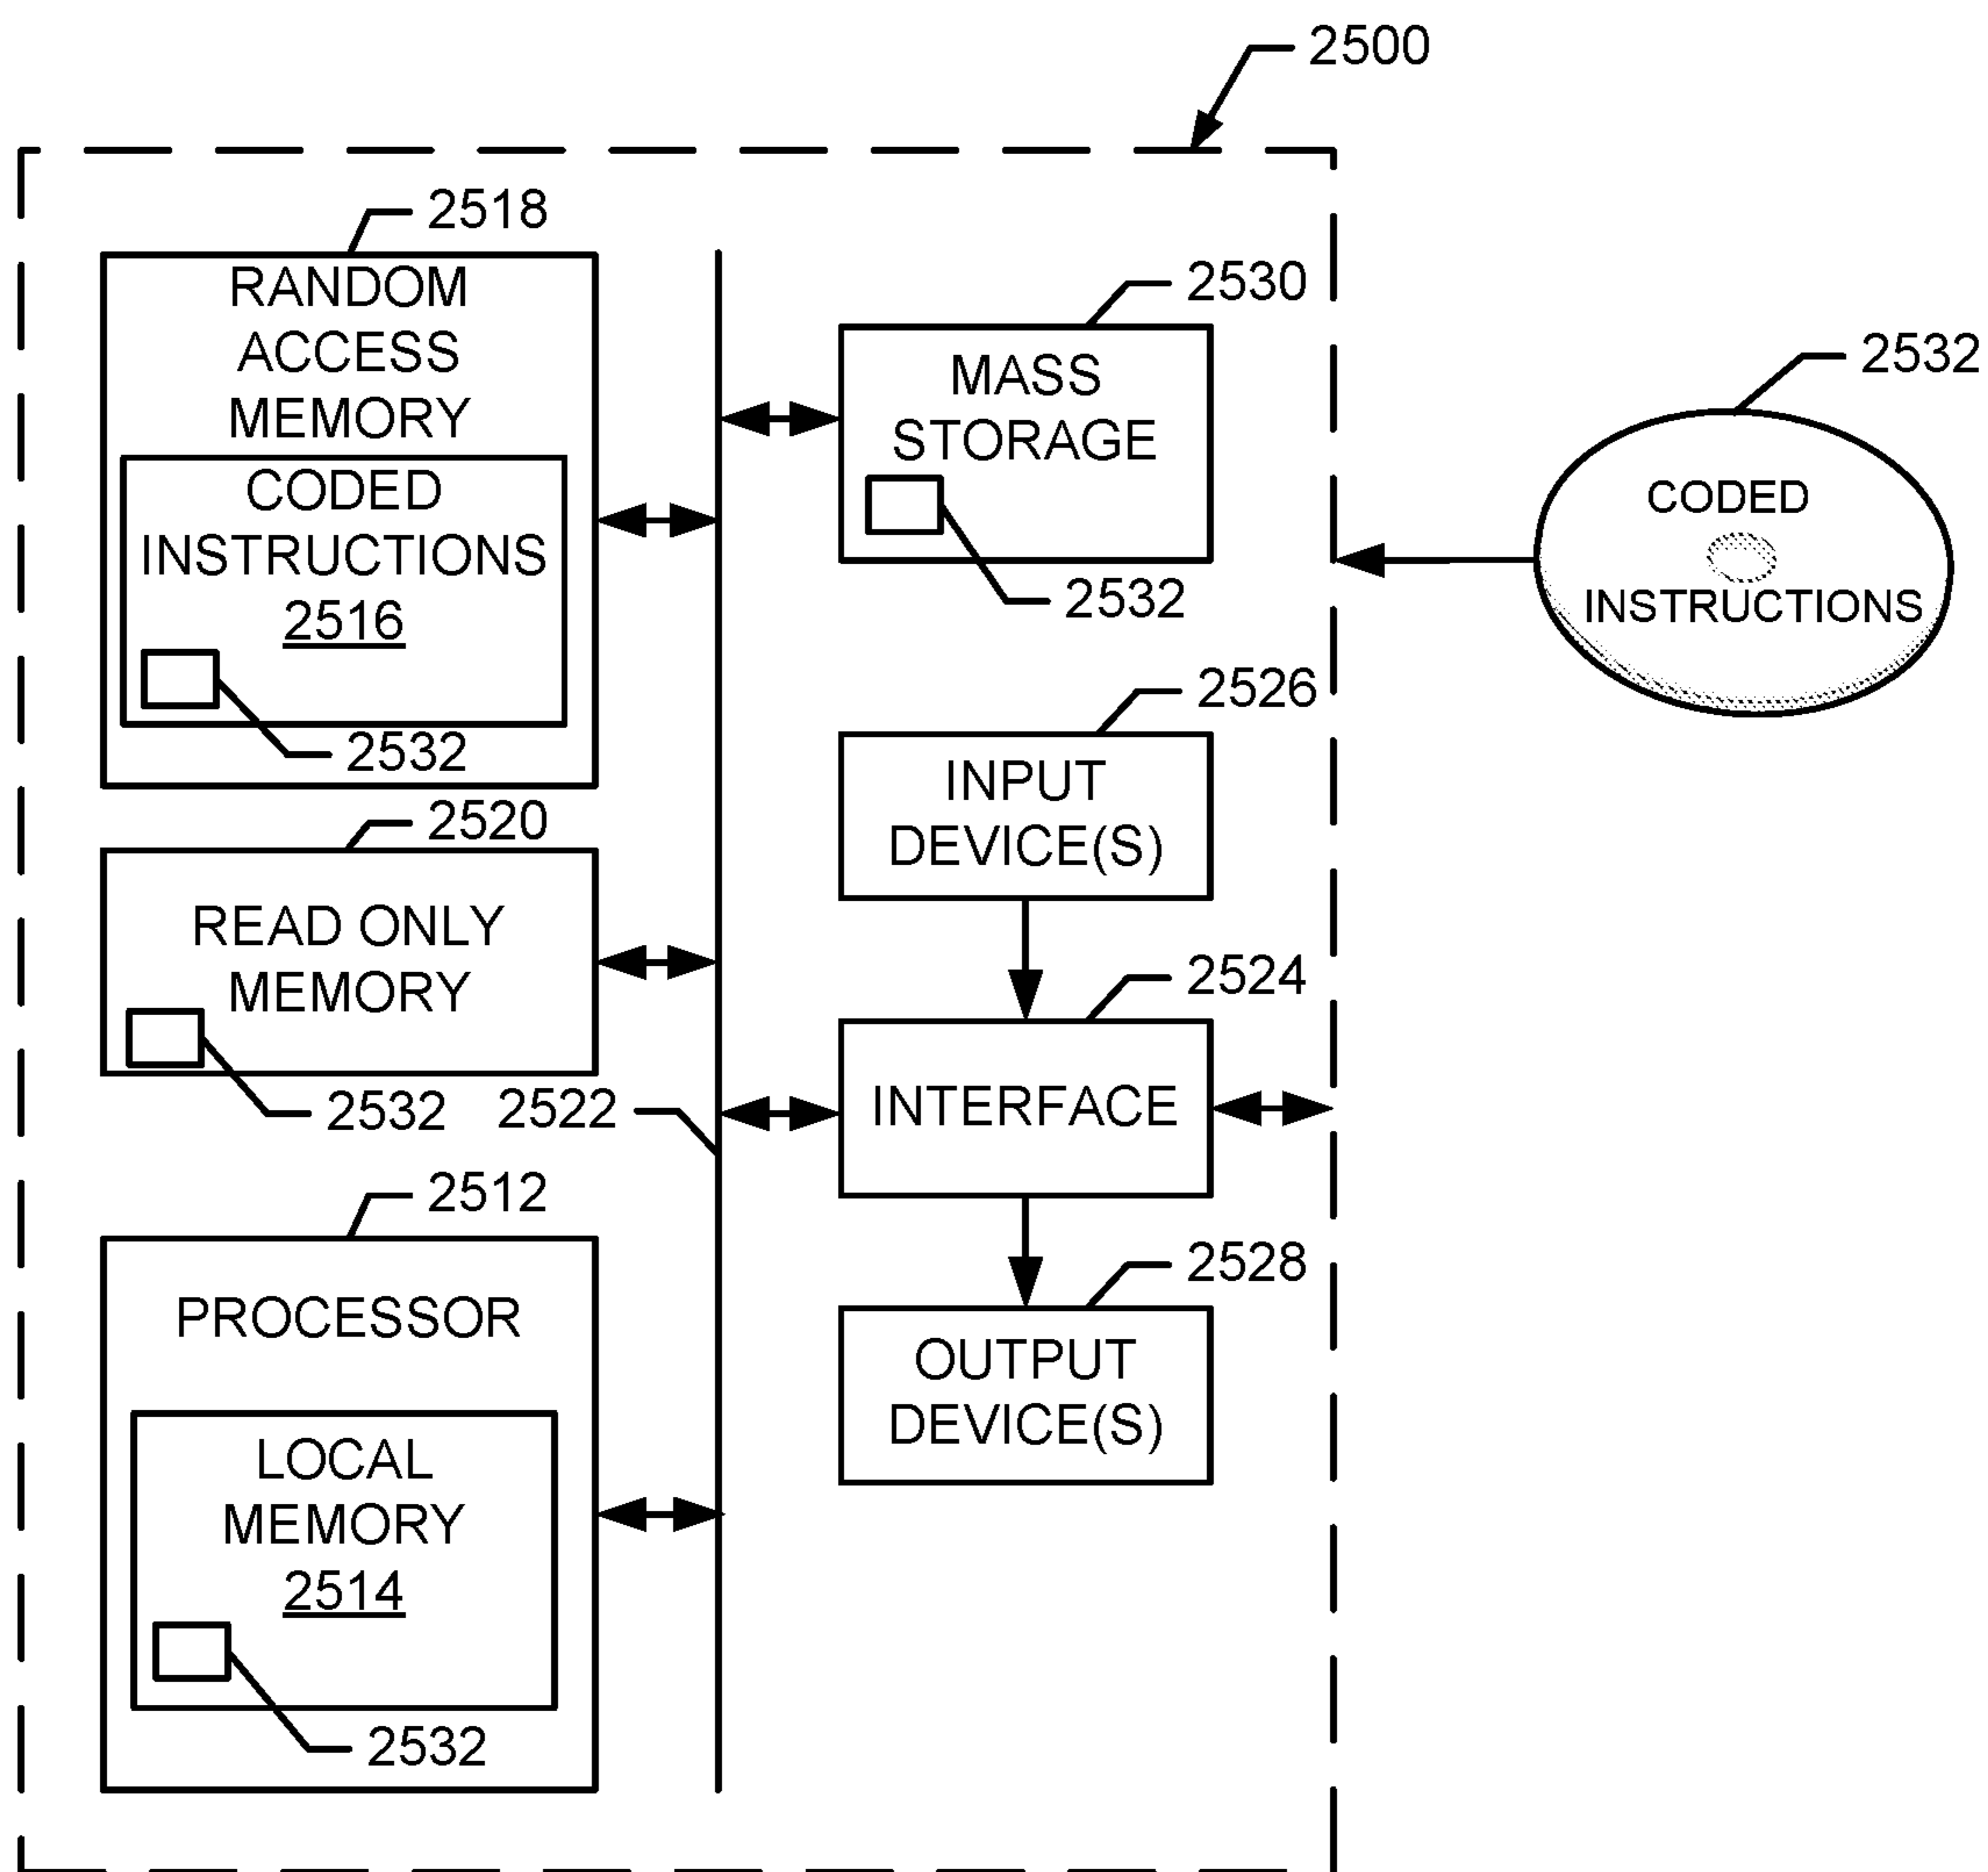 2500
2518
RANDOM
ACCESS
MEMORY
CODED
INSTRUCTIONS
2516
2532
2520
READ ONLY
MEMORY
2532
2522
2512
PROCESSOR
LOCAL
MEMORY
2514
2532
2530
MASS
STORAGE
2532
2526
INPUT
DEVICE(S)
2524
INTERFACE
2528
OUTPUT
DEVICE(S)
2532
CODED
INSTRUCTIONS